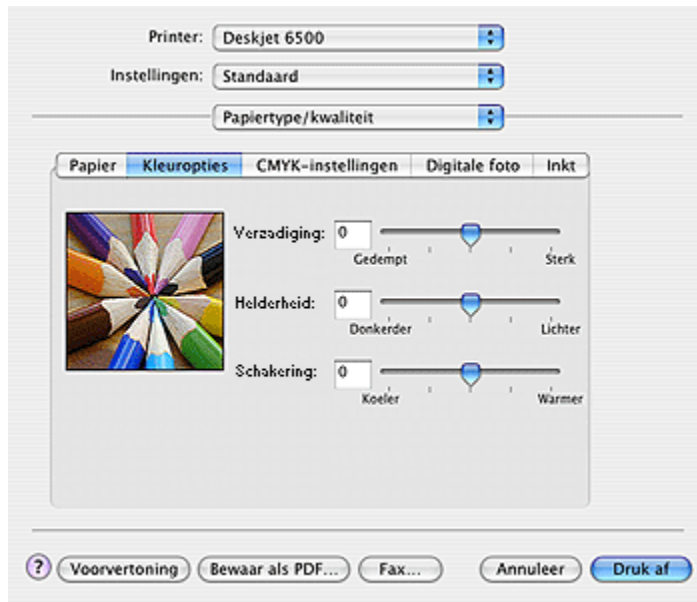 Printer: Deskjet 6500
Instellingen: Standaard
Papiertype/kwaliteit
Papier Kleuropties CMYK-instellingen Digitale foto Inkt
Verzadiging: 0
Gedempt Sterk
Helderheid: 0
Donkerder Lichter
Schakering: 0
Koeler Warmer
? Voorvertoning Bewaar als PDF... Fax... Annuleer Druk af